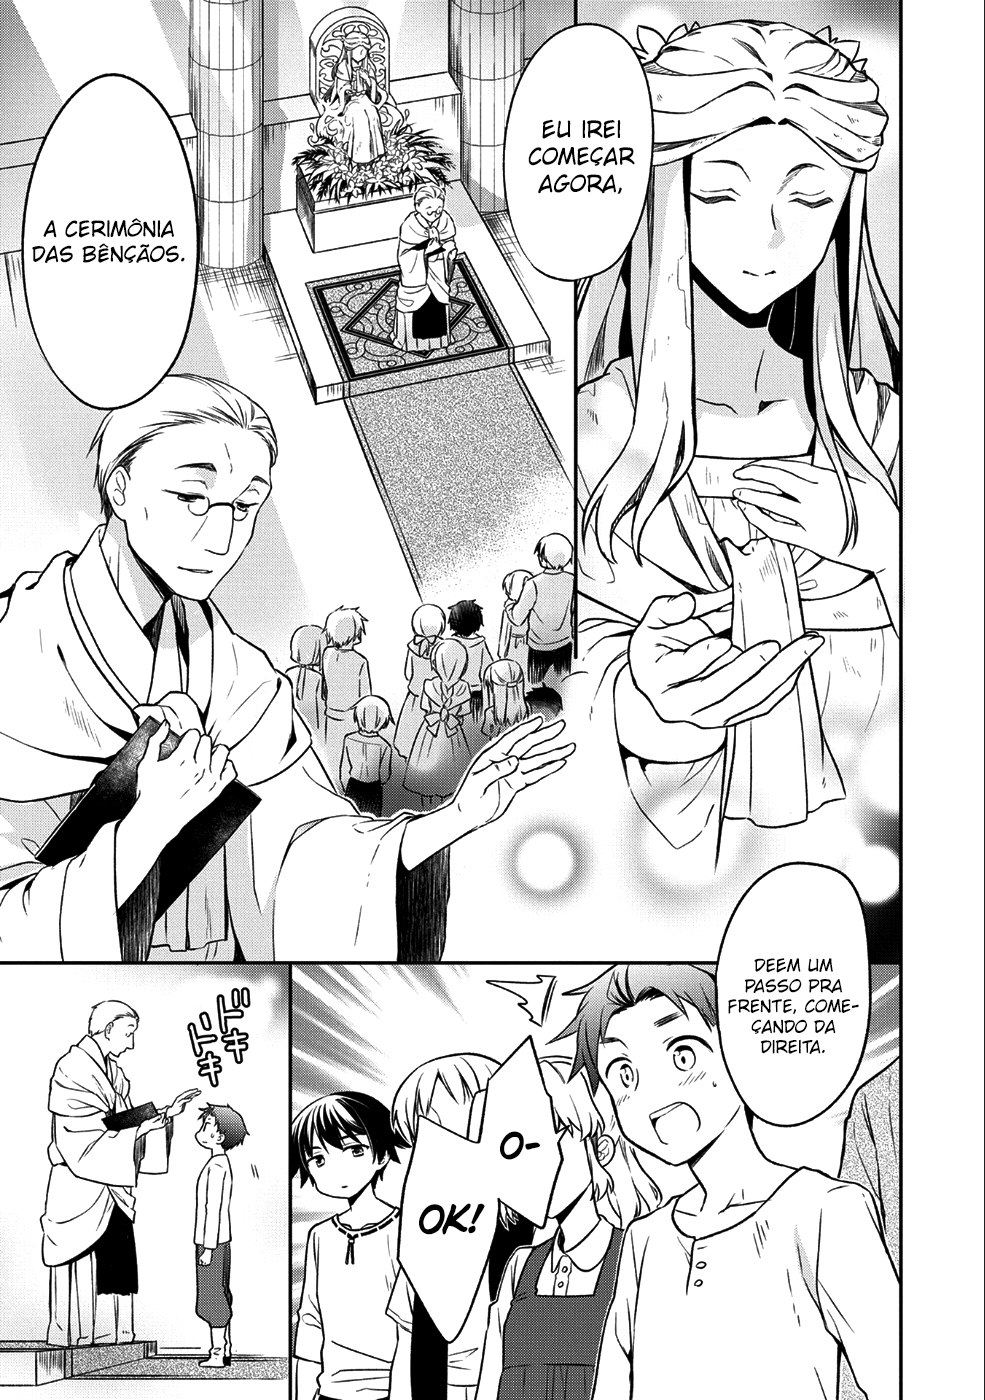 EU IREI
COMEÇAR
AGORA,
A CERIMÔNIA
DAS BÊNÇÃOS.
DEEM UM
PASSO PRA
FRENTE, COME-
ÇANDO DA
DIREITA.
O-
OK!
ドキ
ドキ